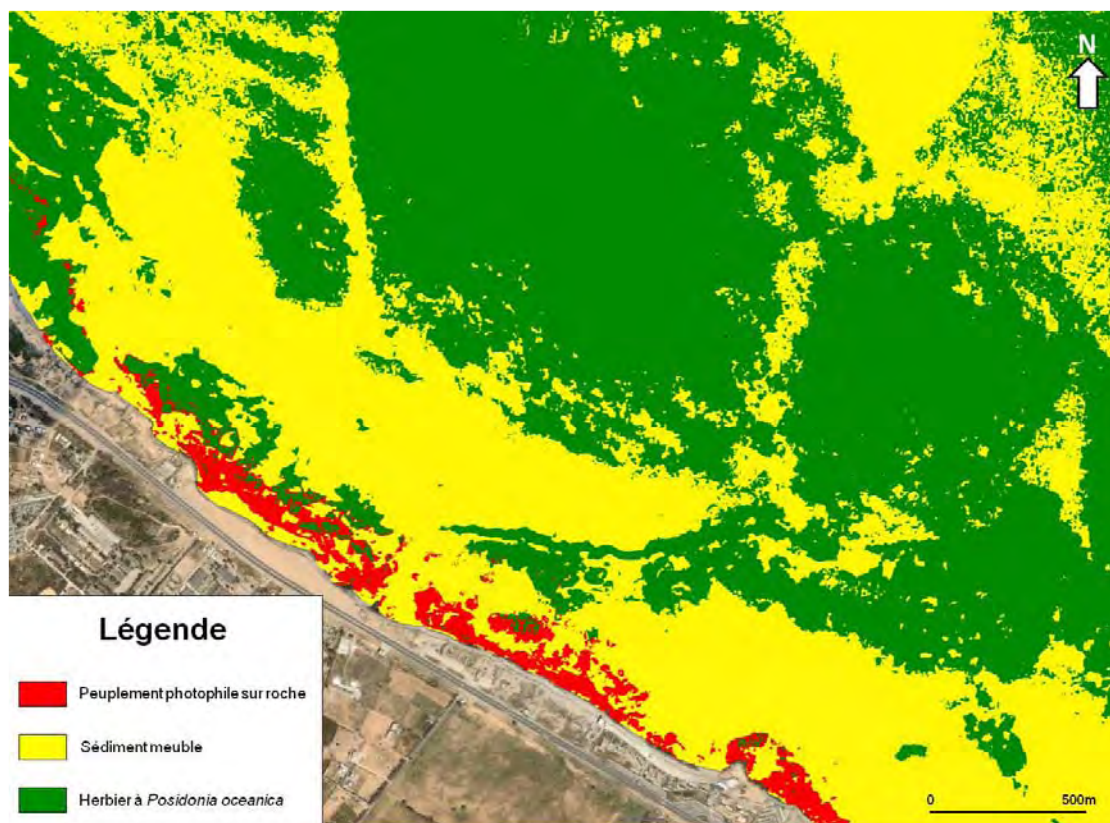 N
Légende
Peuplement photophile sur roche
Sédiment meuble
Herbier à Posidonia oceanica
0 500m